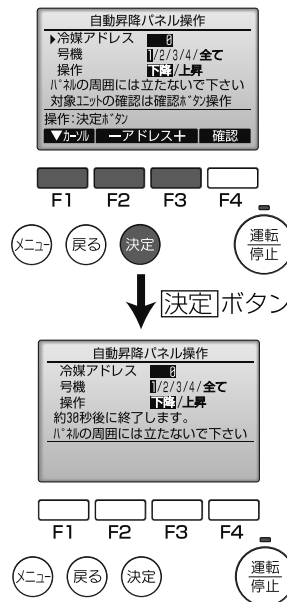 自動昇降パネル操作
▶冷媒アドレス 0
号機 1/2/3/4/全て
操作 下降/上昇
ﾊﾟﾈﾙの周囲には立たないで下さい
対象ﾕﾆｯﾄの確認は確認ﾎﾞﾀﾝ操作
操作:決定ﾎﾞﾀﾝ
▼ｶｰｿﾙ ーアドレス＋ 確認
F1 F2 F3 F4
メニュー 戻る 決定 運転/停止
決定 ボタン
自動昇降パネル操作
冷媒アドレス 0
号機 1/2/3/4/全て
操作 下降/上昇
約30秒後に終了します。
ﾊﾟﾈﾙの周囲には立たないで下さい
F1 F2 F3 F4
メニュー 戻る 決定 運転/停止